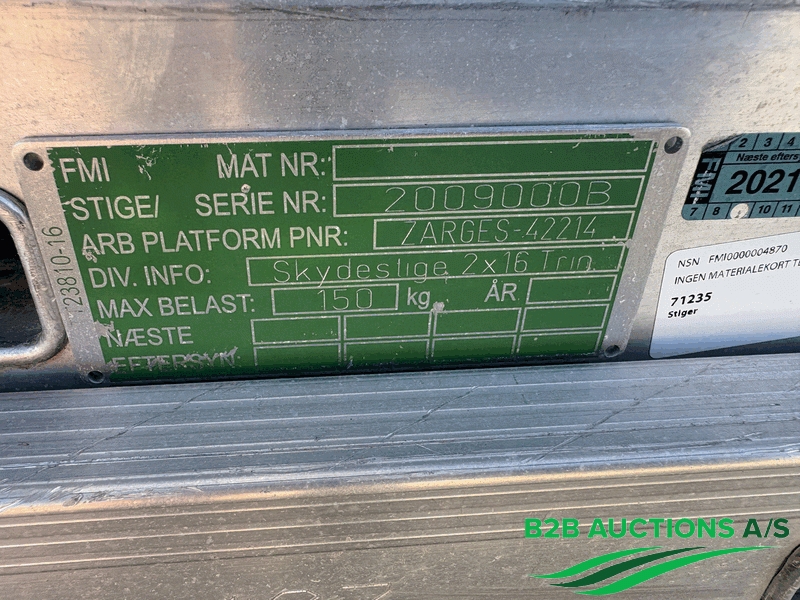 FMI MAT NR:
STIGE/ SERIE NR: 2009000B
ARB PLATFORM PNR: ZARGES-42214
DIV. INFO: Skydestige 2x16 Trin
MAX BELAST: 150 kg ÅR
NÆSTE
EFTERSYN:
23810-16
FMI
2 3 4
Næste efters
2021
7 8 10 11
NSN FMI0000004870
INGEN MATERIALEKORT
71235
Stiger
B2B AUCTIONS A/S